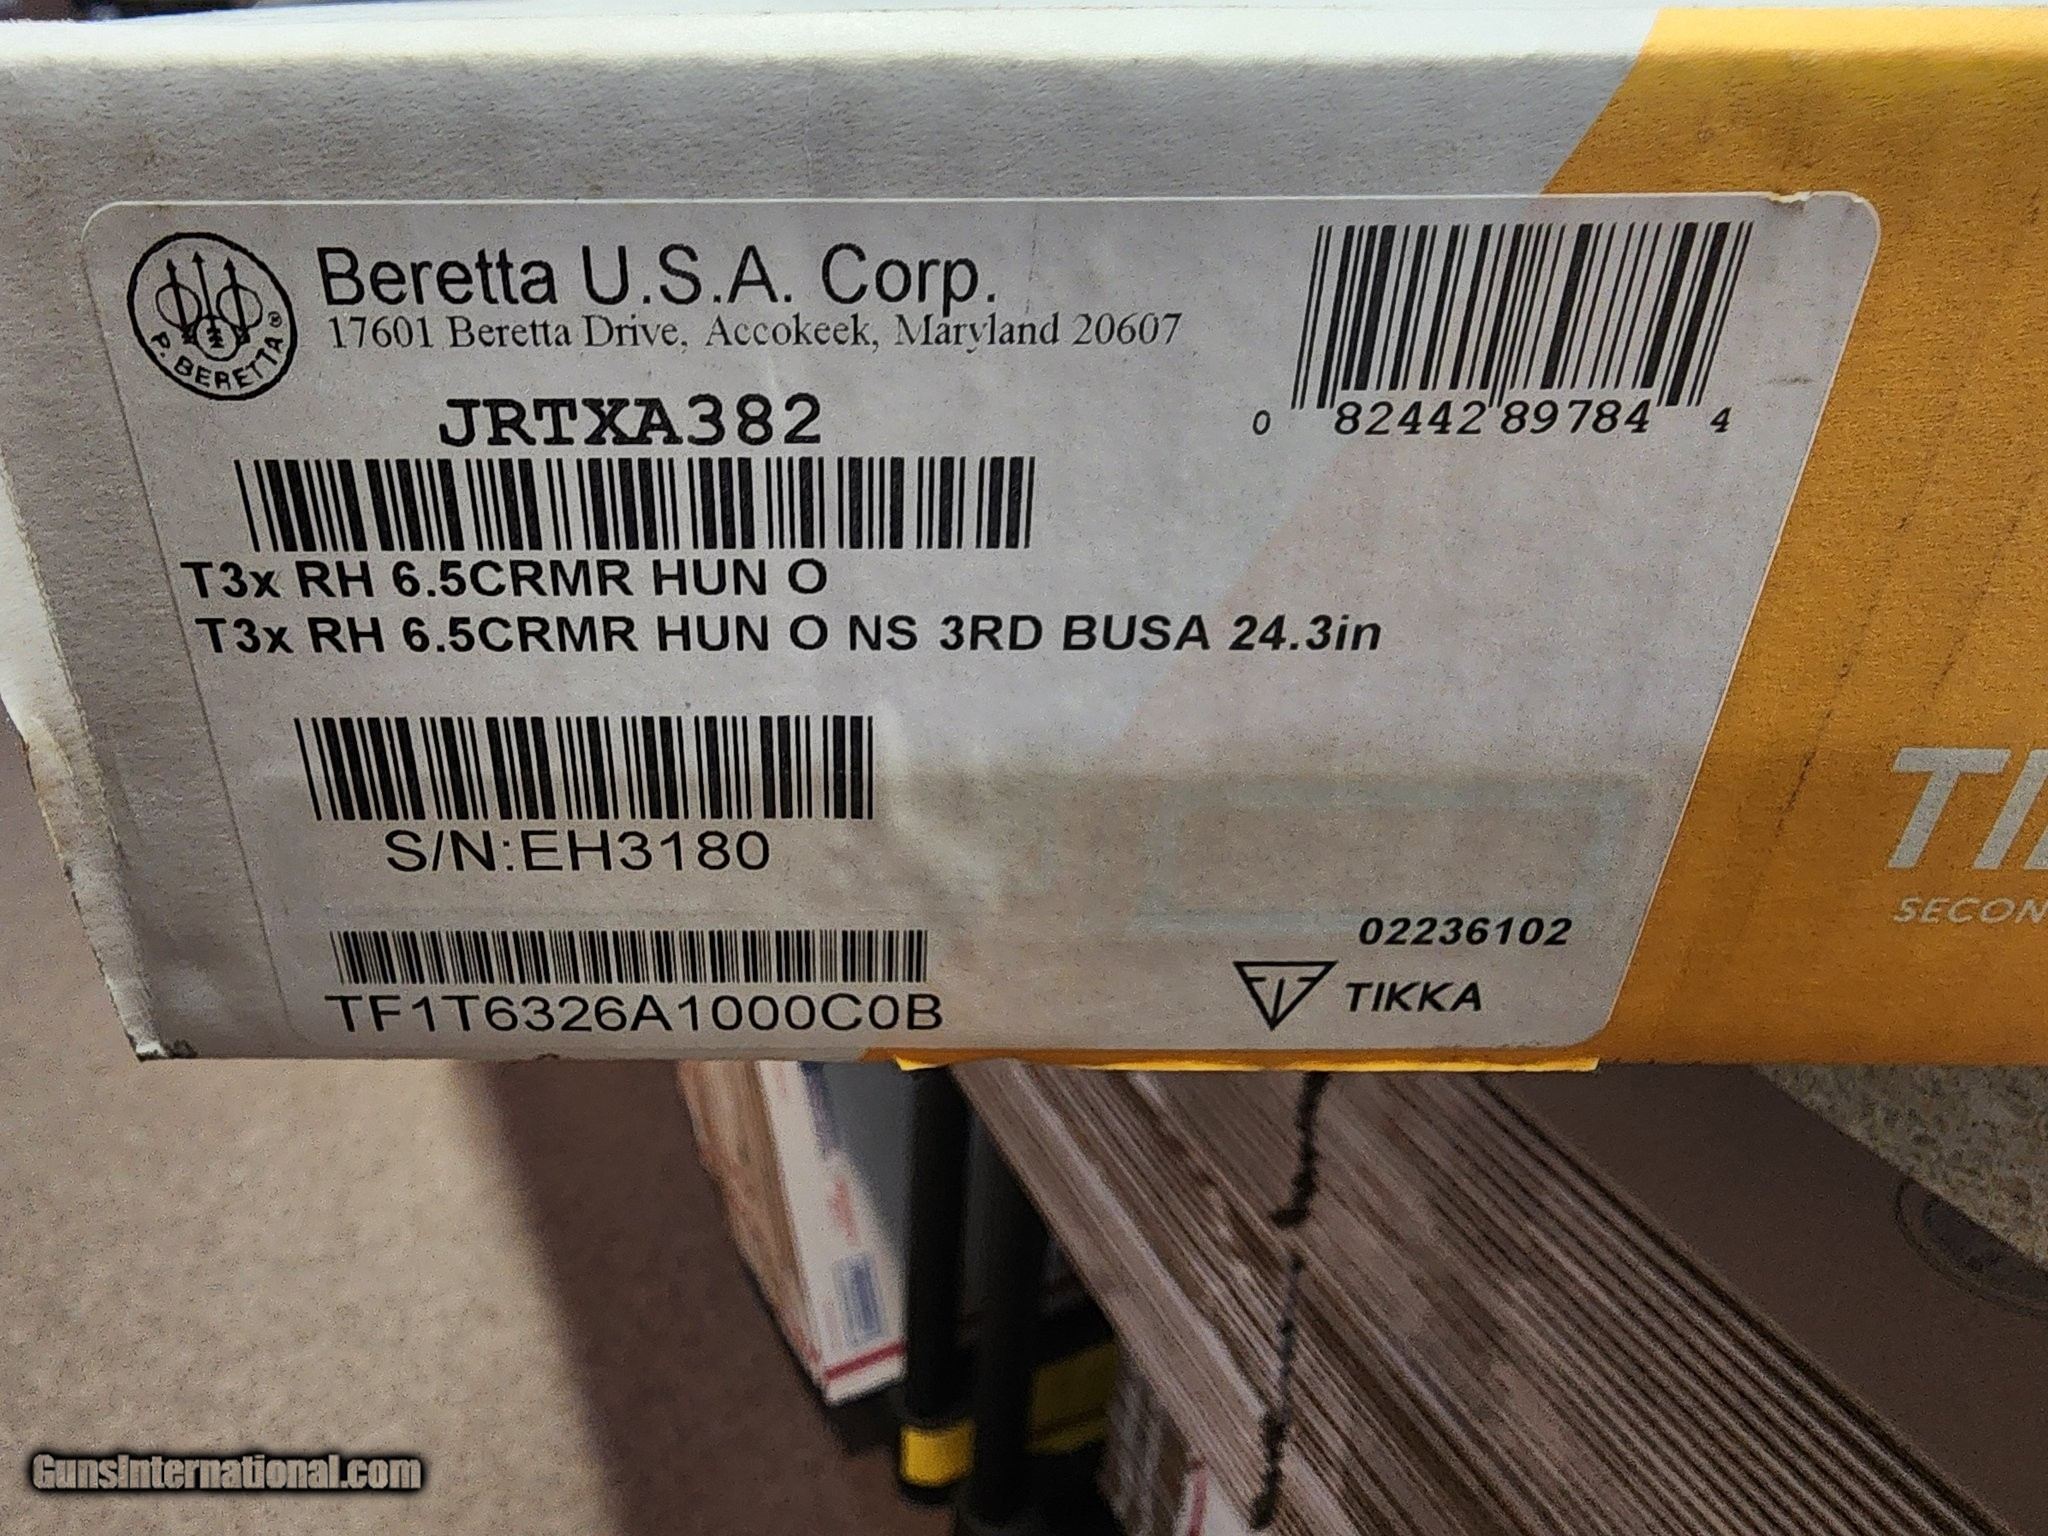 P. BERETTA ®
Beretta U.S.A. Corp.
17601 Beretta Drive, Accokeek, Maryland 20607
0 82442 89784 4
JRTXA382
T3x RH 6.5CRMR HUN O
T3x RH 6.5CRMR HUN O NS 3RD BUSA 24.3in
S/N:EH3180
TF1T6326A1000C0B
02236102
TIKKA
GunsInternational.com